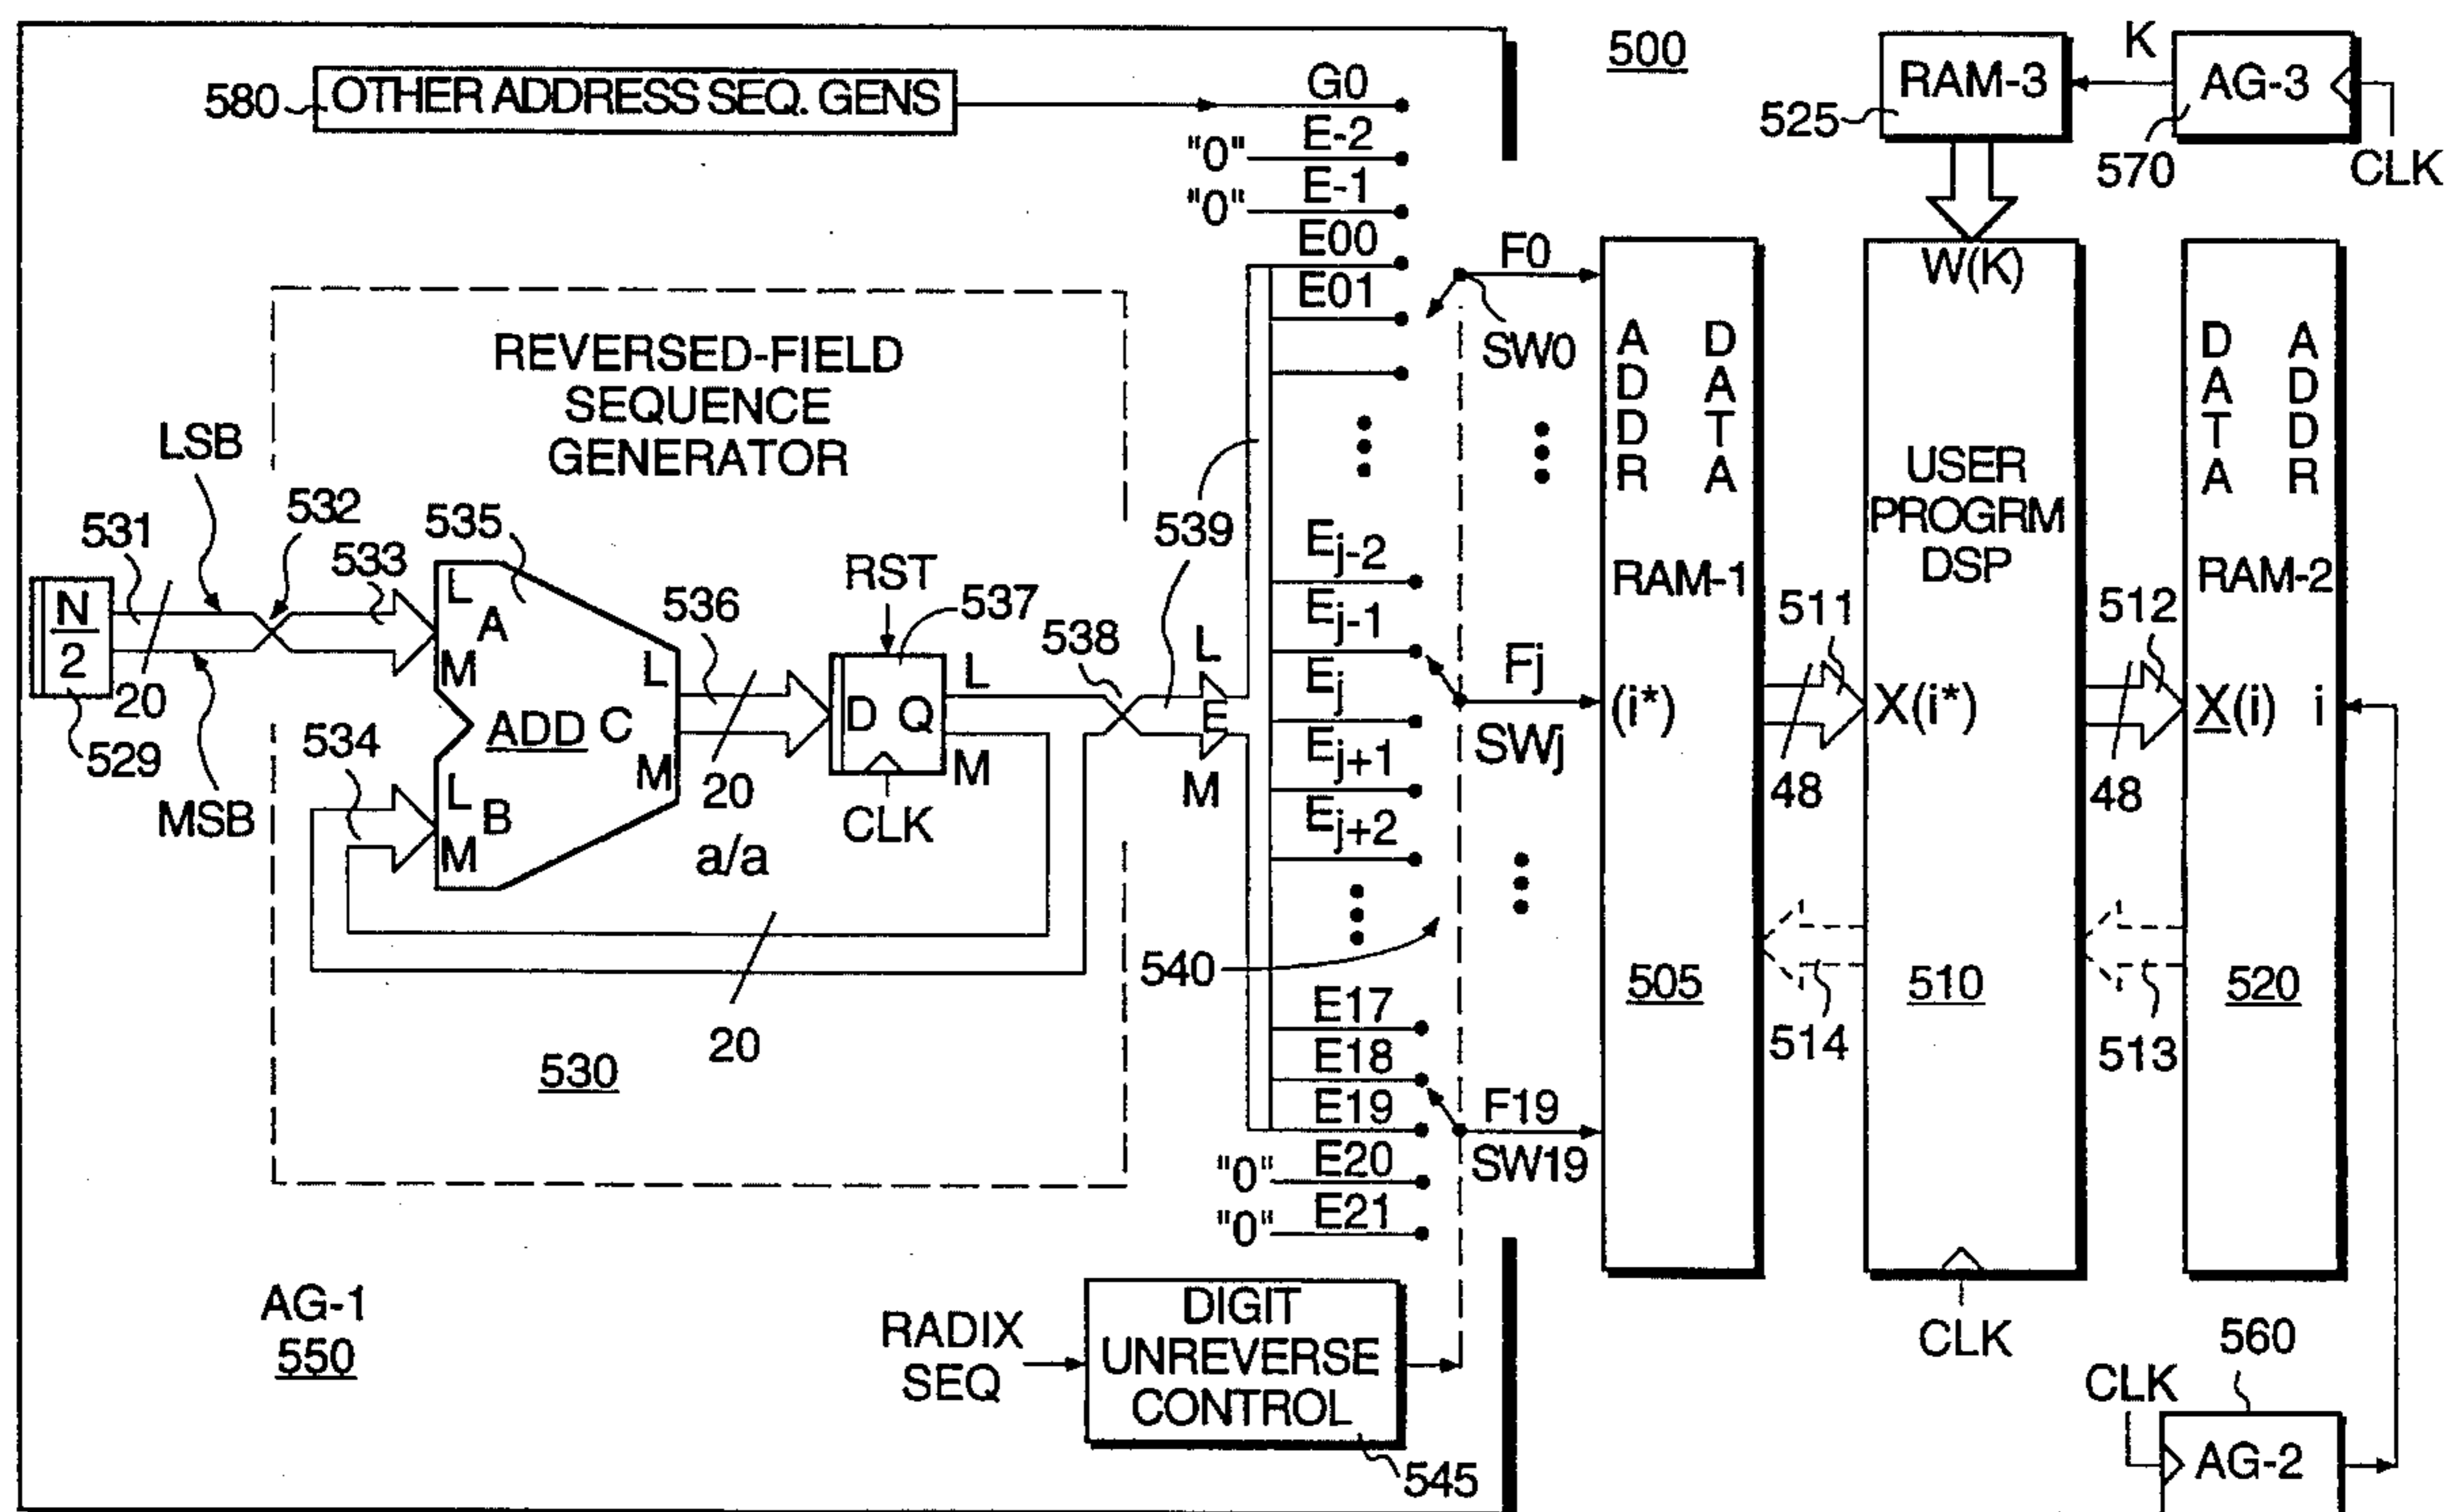 500
580
OTHER ADDRESS SEQ. GENS
G0
"0"
E-2
"0"
E-1
E00
E01
RAM-3
525
K
AG-3
570
CLK
REVERSED-FIELD
SEQUENCE
GENERATOR
LSB
531
532
533
535
N
2
529
20
MSB
534
L
A
M
ADD
C
L
B
M
L
M
536
20
a/a
RST
537
D Q
CLK
L
M
538
539
L
E
M
20
530
Ej-2
Ej-1
Ej
Ej+1
Ej+2
540
E17
E18
E19
"0"
E20
"0"
E21
F0
SW0
Fj
SWj
F19
SW19
ADDR
DATA
RAM-1
(i*)
505
511
48
514
W(K)
USER
PROGRM
DSP
X(i*)
510
CLK
512
48
513
DATA
ADDR
RAM-2
X(i)
i
520
AG-1
550
RADIX
SEQ
DIGIT
UNREVERSE
CONTROL
545
560
CLK
AG-2